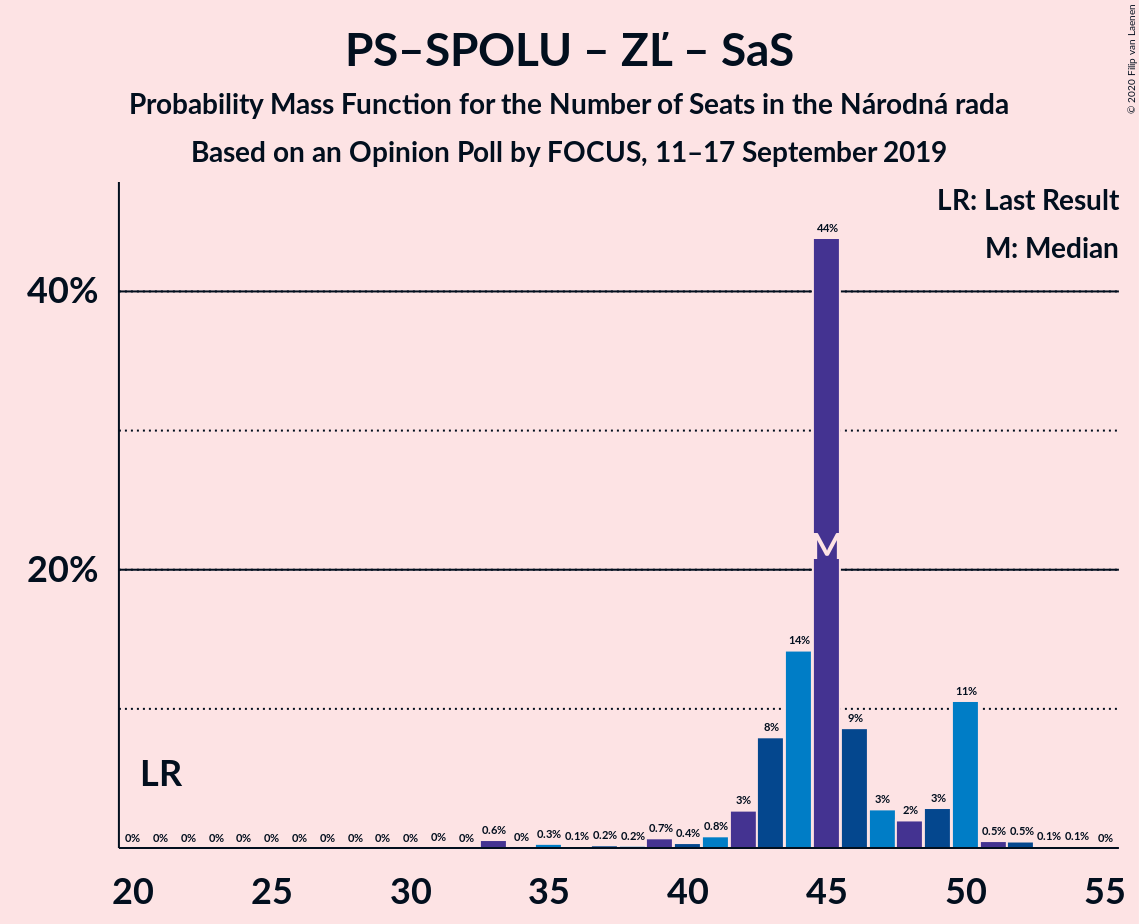 PS–SPOLU – ZĽ – SaS
Probability Mass Function for the Number of Seats in the Národná rada
Based on an Opinion Poll by FOCUS, 11–17 September 2019
© 2020 Filip van Laenen
LR: Last Result
M: Median
40%
20%
LR
M
0% 0% 0% 0% 0% 0% 0% 0% 0% 0% 0% 0% 0% 0.6% 0% 0.3% 0.1% 0.2% 0.2% 0.7% 0.4% 0.8% 3% 8% 14% 44% 9% 3% 2% 3% 11% 0.5% 0.5% 0.1% 0.1% 0%
20 25 30 35 40 45 50 55